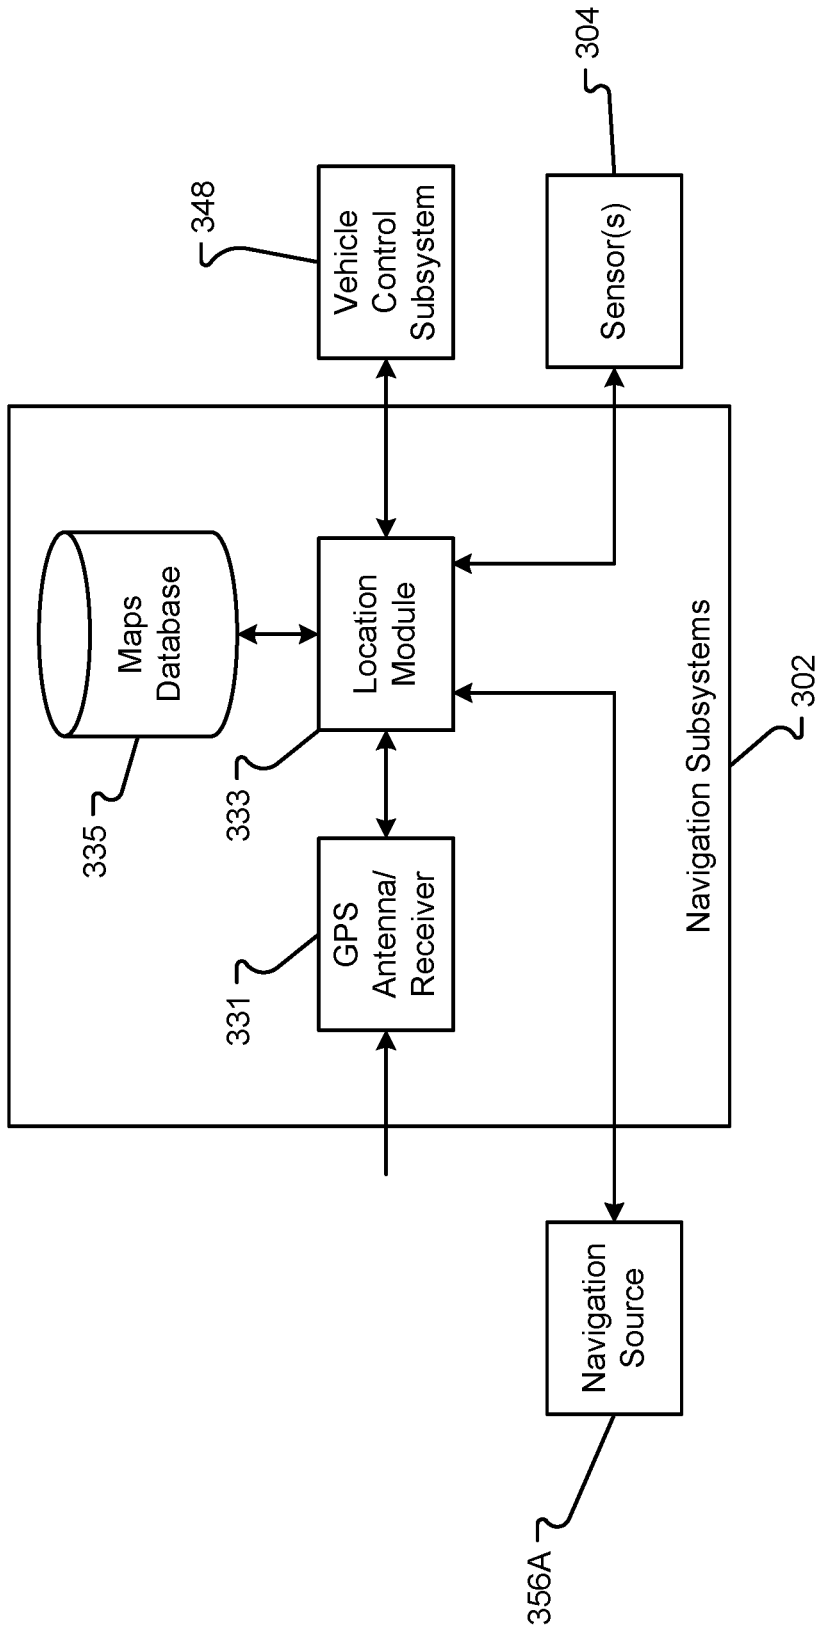 335
Maps
Database
331
GPS
Antenna/
Receiver
333
Location
Module
348
Vehicle
Control
Subsystem
356A
Navigation
Source
304
Sensor(s)
Navigation Subsystems
302